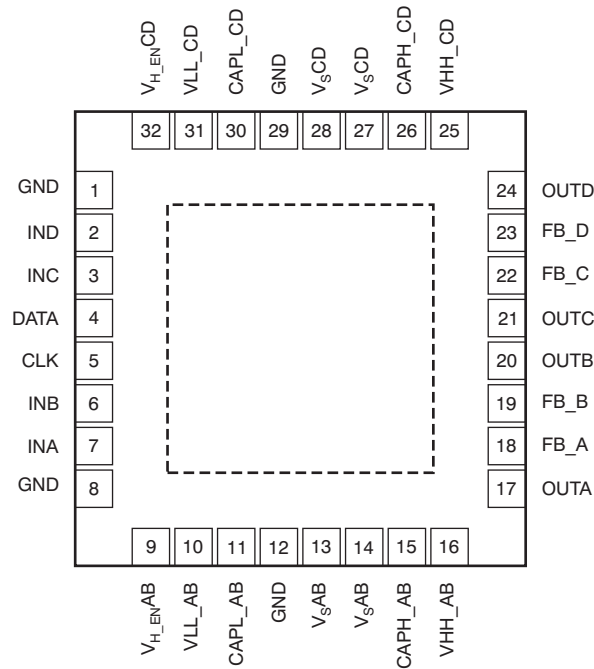 V_H_EN CD
VLL_CD
CAPL_CD
GND
V_S CD
V_S CD
CAPH_CD
VHH_CD
32 31 30 29 28 27 26 25
GND 1
IND 2
INC 3
DATA 4
CLK 5
INB 6
INA 7
GND 8
24 OUTD
23 FB_D
22 FB_C
21 OUTC
20 OUTB
19 FB_B
18 FB_A
17 OUTA
9 10 11 12 13 14 15 16
V_H_EN AB
VLL_AB
CAPL_AB
GND
V_S AB
V_S AB
CAPH_AB
VHH_AB